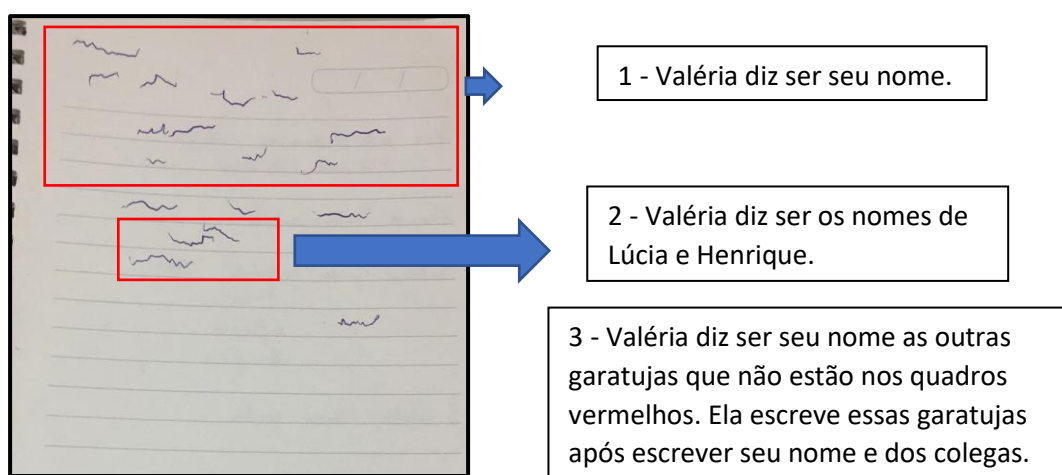 1 - Valéria diz ser seu nome.
2 - Valéria diz ser os nomes de
Lúcia e Henrique.
3 - Valéria diz ser seu nome as outras
garatujas que não estão nos quadros
vermelhos. Ela escreve essas garatujas
após escrever seu nome e dos colegas.